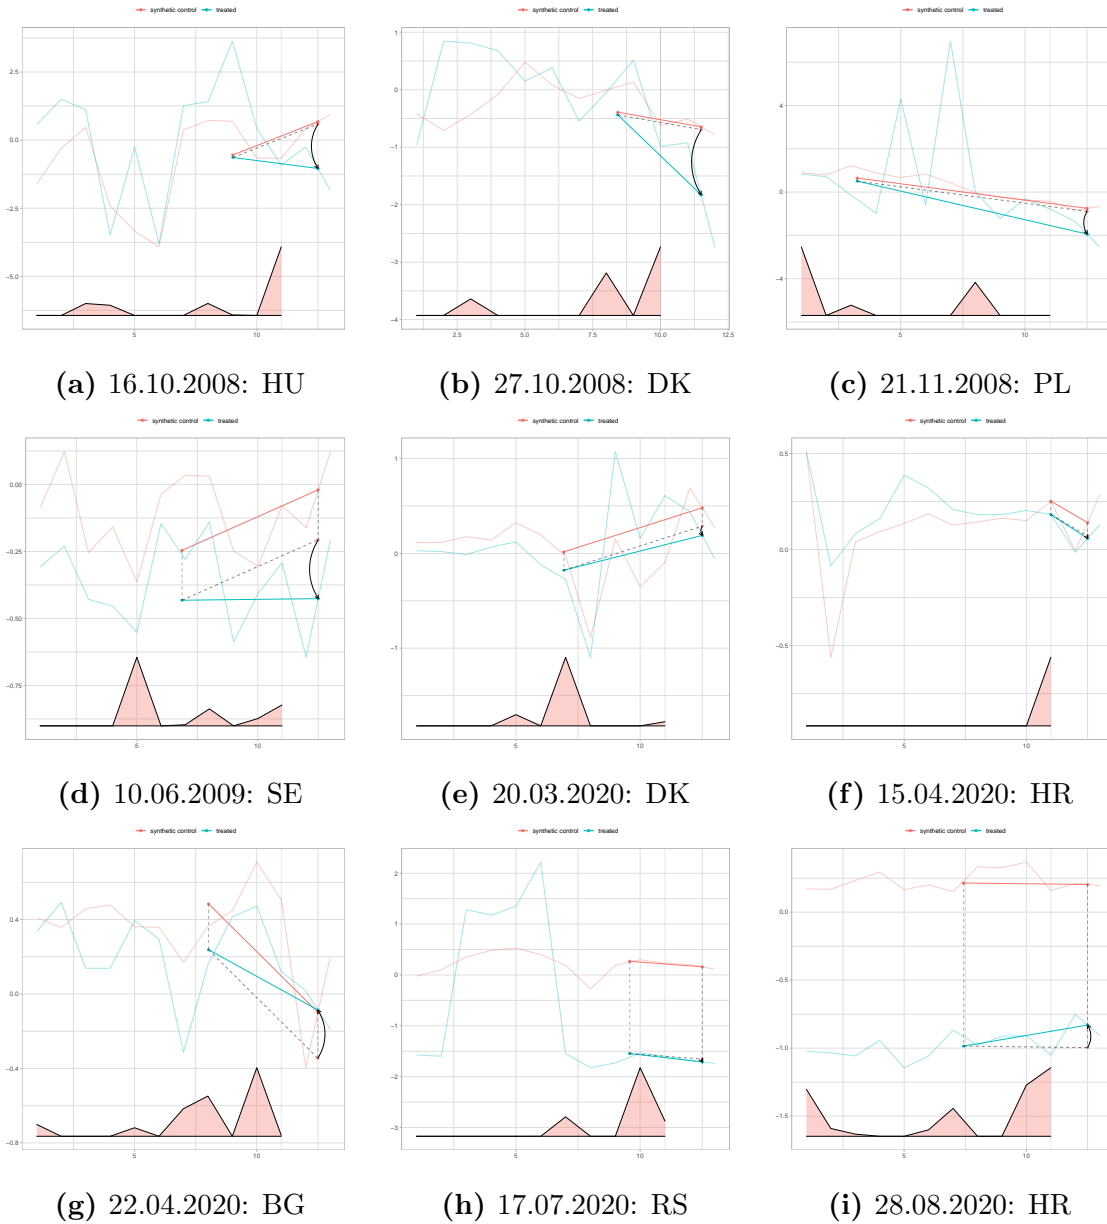 synthetic control treated
synthetic control treated
synthetic control treated
2.5
0.0
−2.5
−5.0
5 10
1
0
−1
−2
−3
−4
2.5 5.0 7.5 10.0 12.5
4
0
−4
5 10
(a) 16.10.2008: HU
(b) 27.10.2008: DK
(c) 21.11.2008: PL
synthetic control treated
synthetic control treated
synthetic control treated
0.00
−0.25
−0.50
−0.75
5 10
1
0
−1
5 10
0.5
0.0
−0.5
5 10
(d) 10.06.2009: SE
(e) 20.03.2020: DK
(f) 15.04.2020: HR
synthetic control treated
synthetic control treated
synthetic control treated
0.4
0.0
−0.4
−0.8
5 10
2
1
0
−1
−2
−3
5 10
0.0
−0.5
−1.0
−1.5
5 10
(g) 22.04.2020: BG
(h) 17.07.2020: RS
(i) 28.08.2020: HR